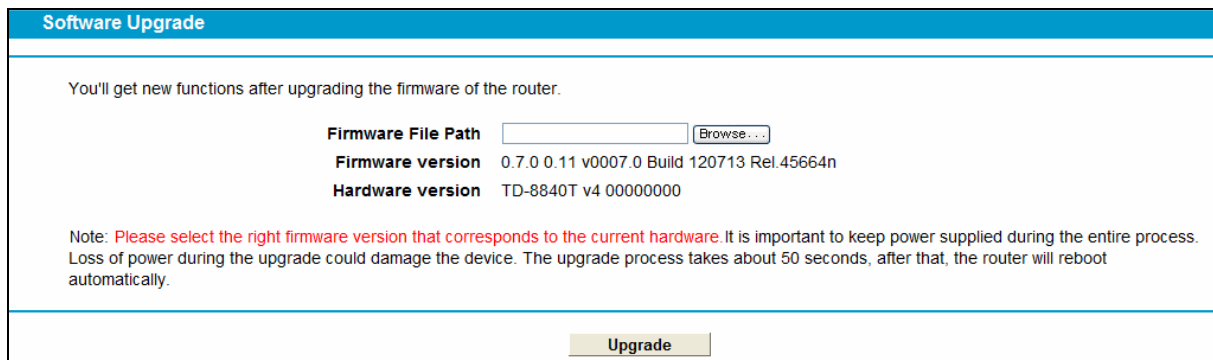 Software Upgrade
You'll get new functions after upgrading the firmware of the router.
Firmware File Path Browse...
Firmware version 0.7.0 0.11 v0007.0 Build 120713 Rel.45664n
Hardware version TD-8840T v4 00000000
Note: Please select the right firmware version that corresponds to the current hardware.It is important to keep power supplied during the entire process.
Loss of power during the upgrade could damage the device. The upgrade process takes about 50 seconds, after that, the router will reboot
automatically.
Upgrade